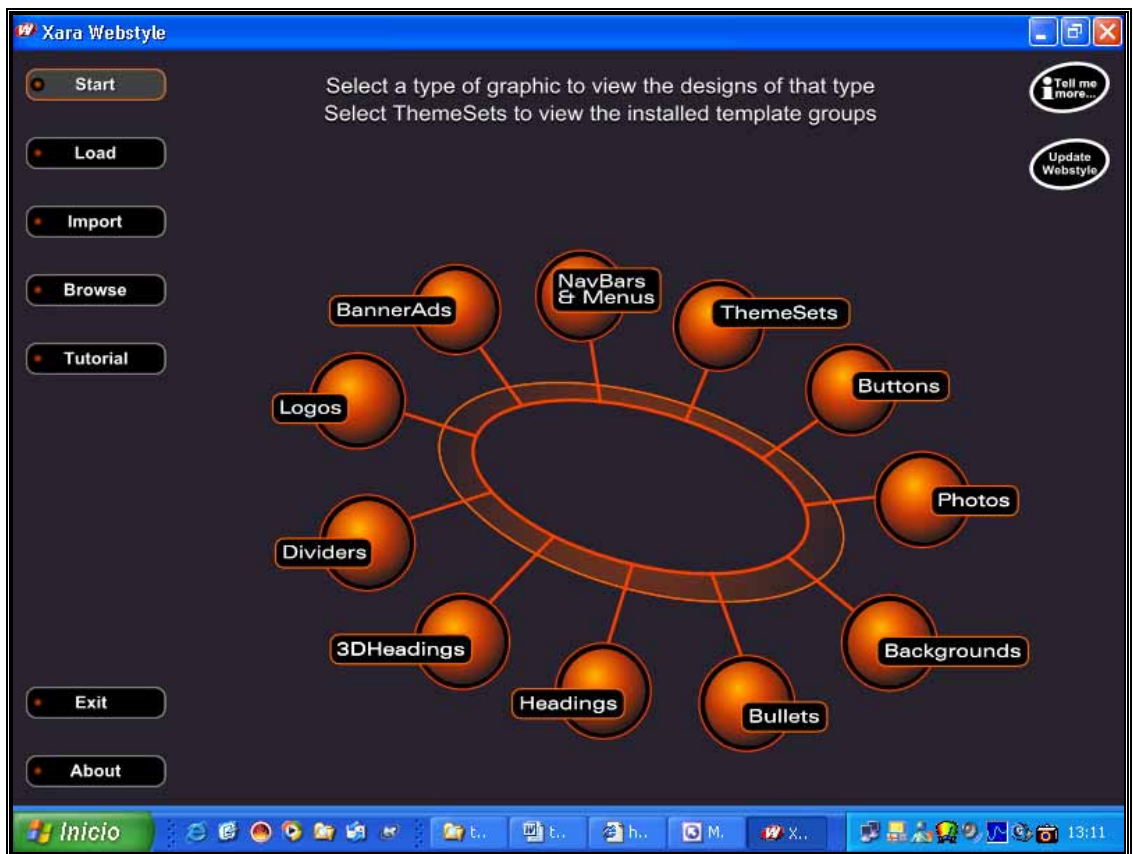 Xara Webstyle
Start
Load
Import
Browse
Tutorial
Exit
About
Select a type of graphic to view the designs of that type
Select ThemeSets to view the installed template groups
Tell me
more...
Update
Webstyle
NavBars
& Menus
BannerAds
ThemeSets
Buttons
Logos
Photos
Dividers
3DHeadings
Backgrounds
Headings
Bullets
Inicio
t..
t..
h..
M.
X..
13:11